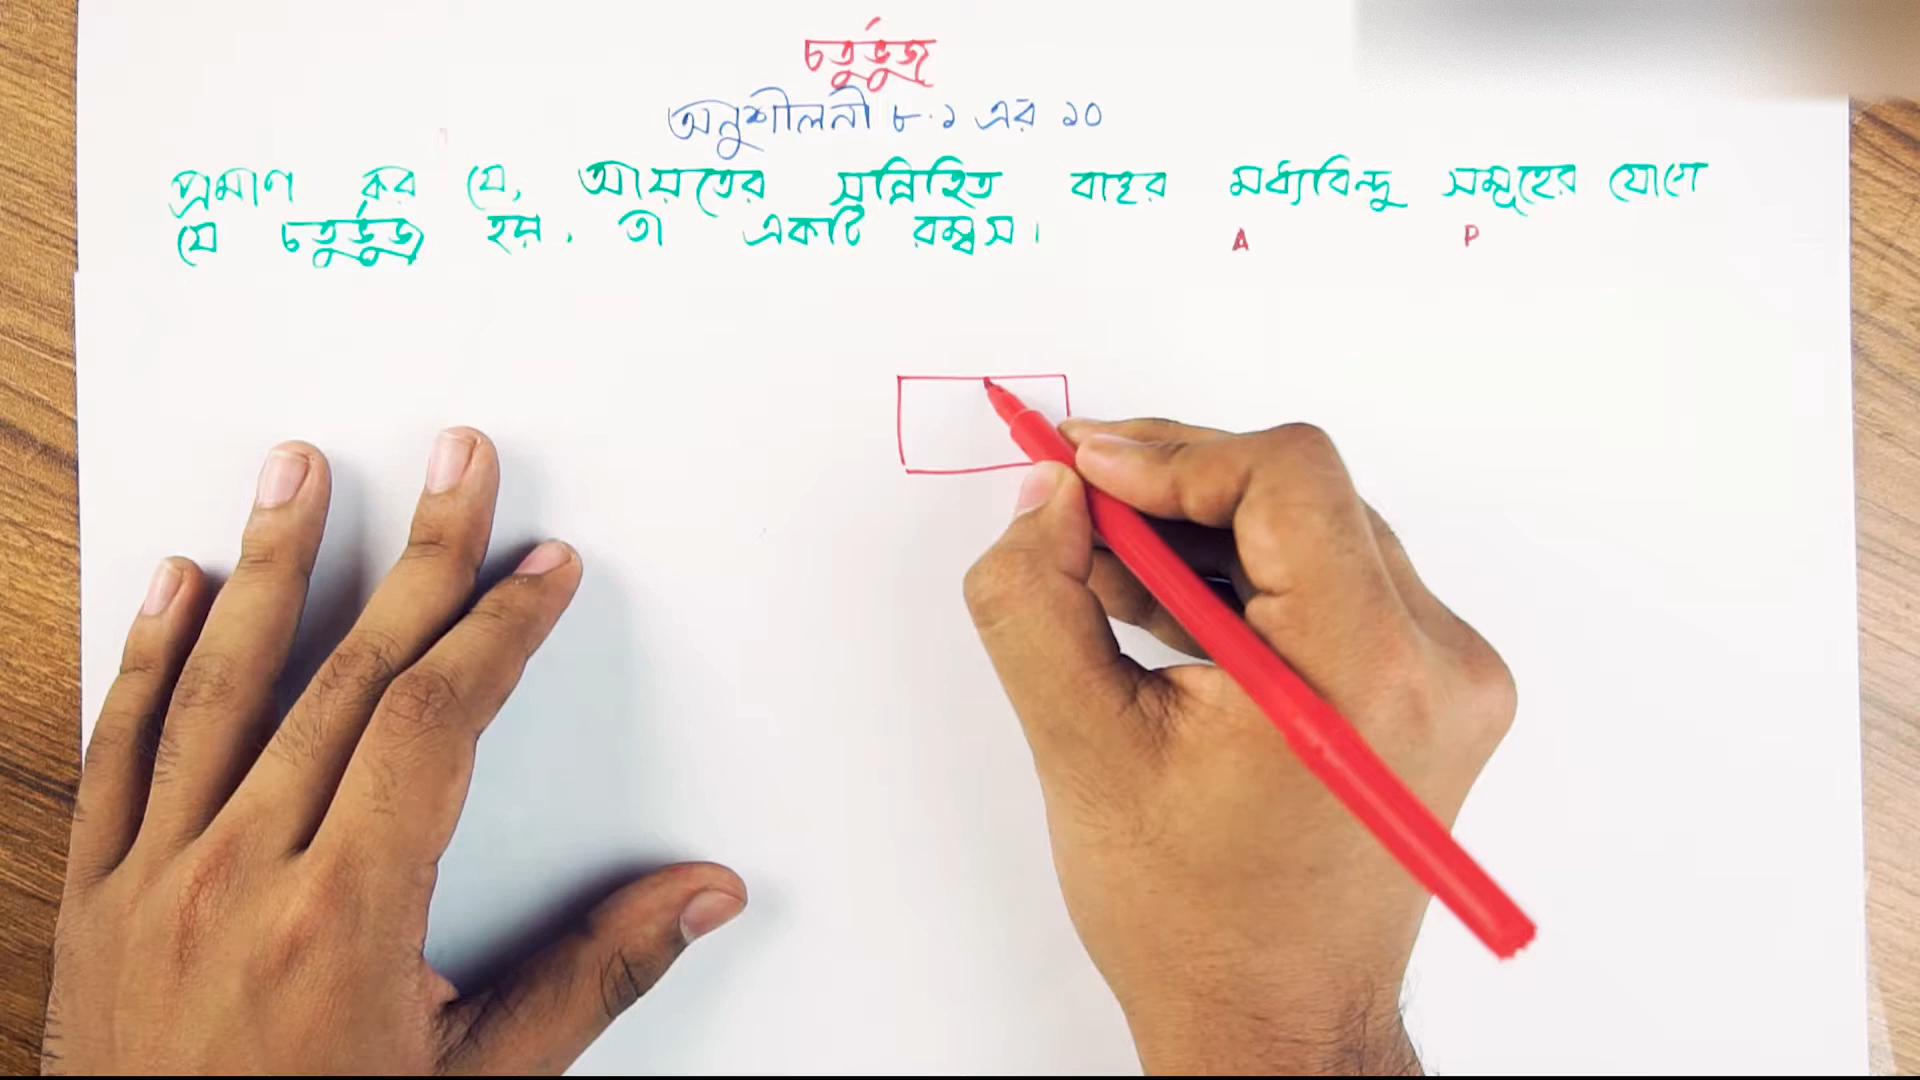 চতুর্ভুজ
অনুশীলনী ৮.১ এর ১০
প্রমাণ কর যে, আয়তের সন্নিহিত বাহুর মধ্যবিন্দু সমূহের যোগে
যে চতুর্ভুজ হয়, তা একটি রম্বস।
A P